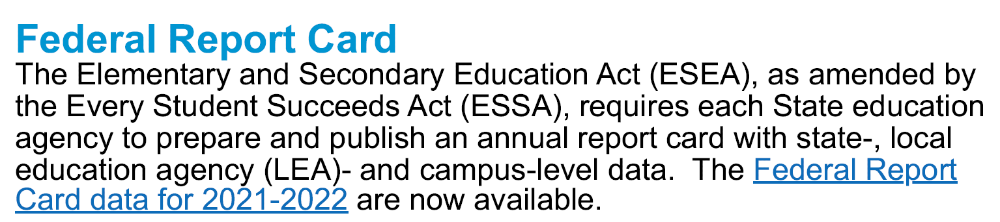 Federal Report Card
The Elementary and Secondary Education Act (ESEA), as amended by
the Every Student Succeeds Act (ESSA), requires each State education
agency to prepare and publish an annual report card with state-, local
education agency (LEA)- and campus-level data.  The Federal Report
Card data for 2021-2022 are now available.